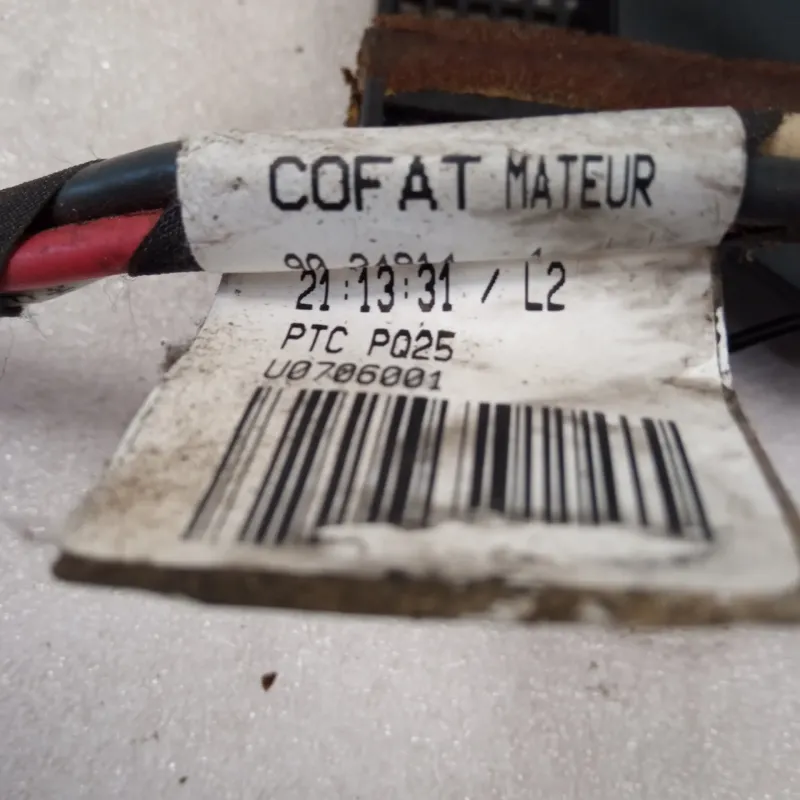 COFAT MATEUR
21:13:31 / L2
PTC PQ25
U0706001